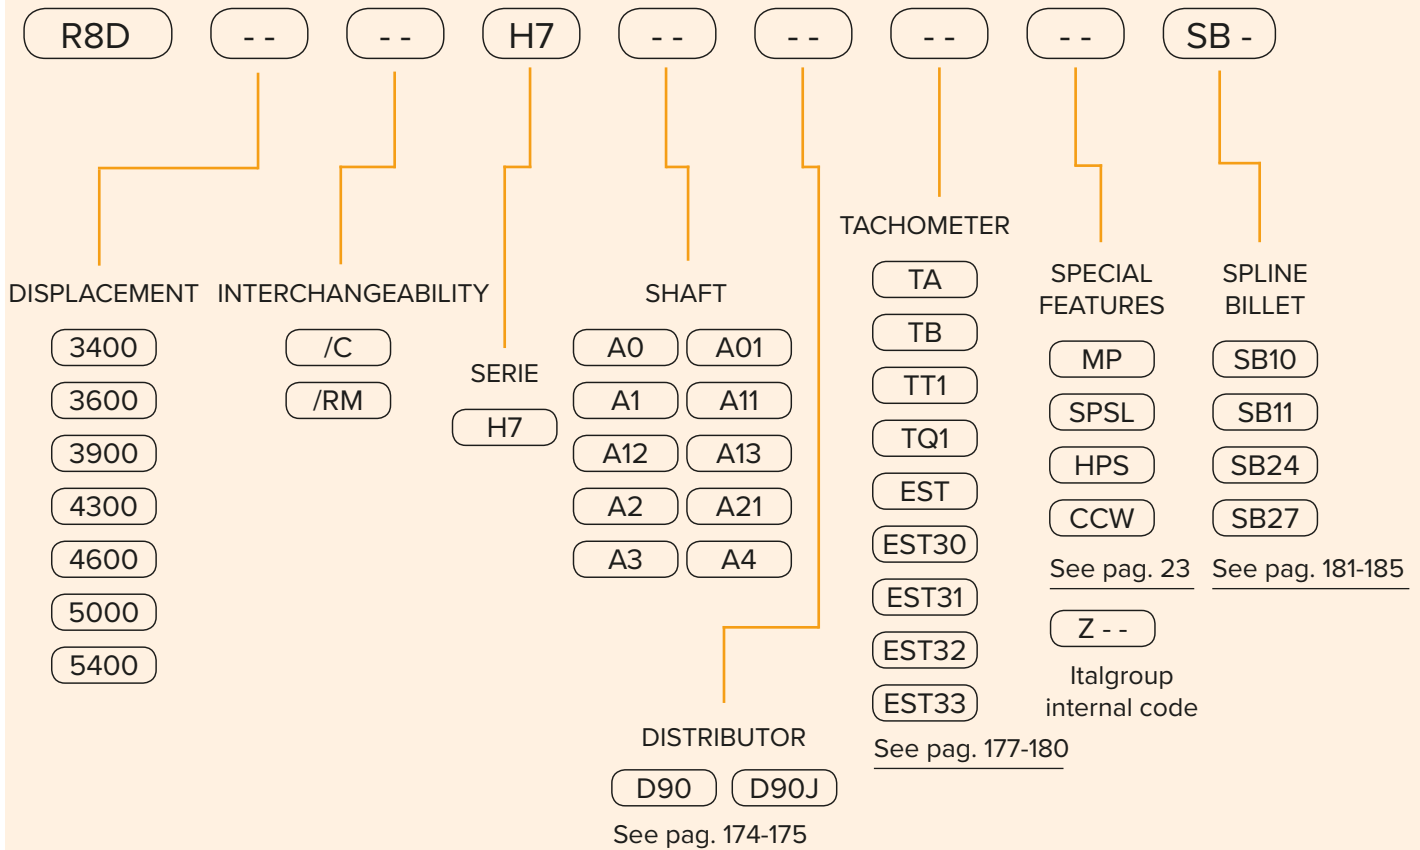 R8D - - - - H7 - - - - - - - - SB -
DISPLACEMENT
3400
3600
3900
4300
4600
5000
5400
INTERCHANGEABILITY
/C
/RM
SERIE
H7
SHAFT
A0 A01
A1 A11
A12 A13
A2 A21
A3 A4
DISTRIBUTOR
D90 D90J
See pag. 174-175
TACHOMETER
TA
TB
TT1
TQ1
EST
EST30
EST31
EST32
EST33
See pag. 177-180
SPECIAL
FEATURES
MP
SPSL
HPS
CCW
See pag. 23
Z - -
Italgroup
internal code
SPLINE
BILLET
SB10
SB11
SB24
SB27
See pag. 181-185